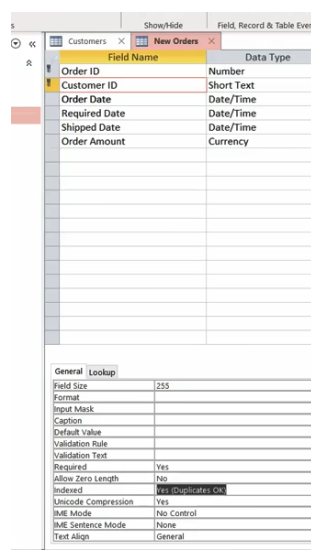 s Show/Hide Field, Record & Table Eve
Customers New Orders
Field Name Data Type
Order ID Number
Customer ID Short Text
Order Date Date/Time
Required Date Date/Time
Shipped Date Date/Time
Order Amount Currency
General Lookup
Field Size 255
Format
Input Mask
Caption
Default Value
Validation Rule
Validation Text
Required Yes
Allow Zero Length No
Indexed Yes (Duplicates OK)
Unicode Compression Yes
IME Mode No Control
IME Sentence Mode None
Text Align General